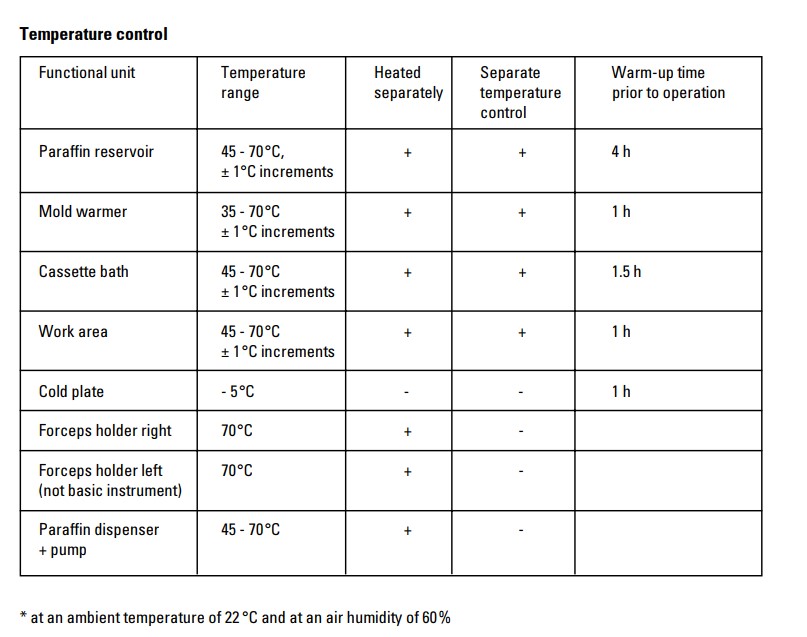 Temperature control
Functional unit Temperature range Heated separately Separate temperature control Warm-up time prior to operation
Paraffin reservoir 45 - 70°C, ± 1°C increments + + 4 h
Mold warmer 35 - 70°C ± 1°C increments + + 1 h
Cassette bath 45 - 70°C ± 1°C increments + + 1.5 h
Work area 45 - 70°C ± 1°C increments + + 1 h
Cold plate - 5°C - - 1 h
Forceps holder right 70°C + -
Forceps holder left (not basic instrument) 70°C + -
Paraffin dispenser + pump 45 - 70°C + -
* at an ambient temperature of 22 °C and at an air humidity of 60 %